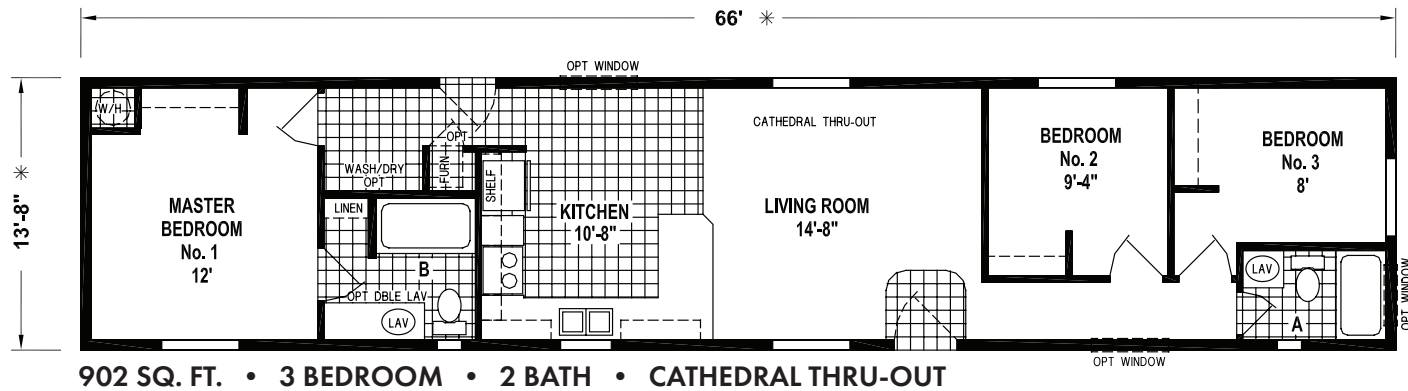 66' ✳
OPT WINDOW
13'-8" ✳
W/H
MASTER
BEDROOM
No. 1
12'
WASH/DRY
OPT
OPT
FURN
LINEN
B
OPT DBLE LAV
LAV
SHELF
KITCHEN
10'-8"
CATHEDRAL THRU-OUT
LIVING ROOM
14'-8"
BEDROOM
No. 2
9'-4"
BEDROOM
No. 3
8'
LAV
A
OPT WINDOW
OPT WINDOW
902 SQ. FT. • 3 BEDROOM • 2 BATH • CATHEDRAL THRU-OUT